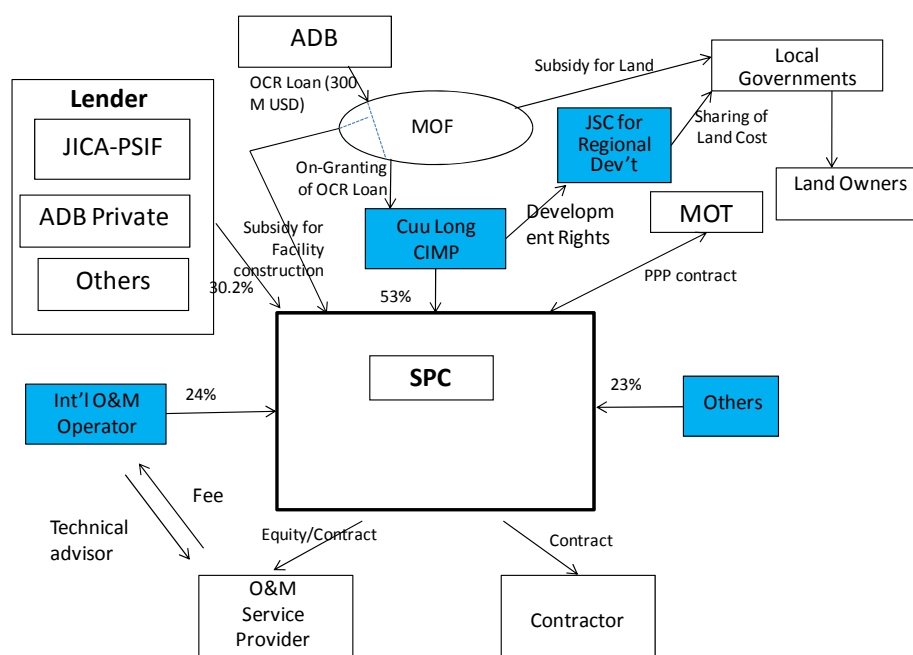 ADB
OCR Loan (300
M USD)
Subsidy for Land
Local
Governments
Lender
JICA-PSIF
ADB Private
Others
MOF
JSC for
Regional
Dev't
Sharing of
Land Cost
On-Granting
of OCR Loan
Land Owners
MOT
Cuu Long
CIMP
Developm
ent Rights
Subsidy for
Facility
construction
30.2%
53%
PPP contract
SPC
Int'l O&M
Operator
24%
23%
Others
Fee
Technical
advisor
Equity/Contract
Contract
O&M
Service
Provider
Contractor